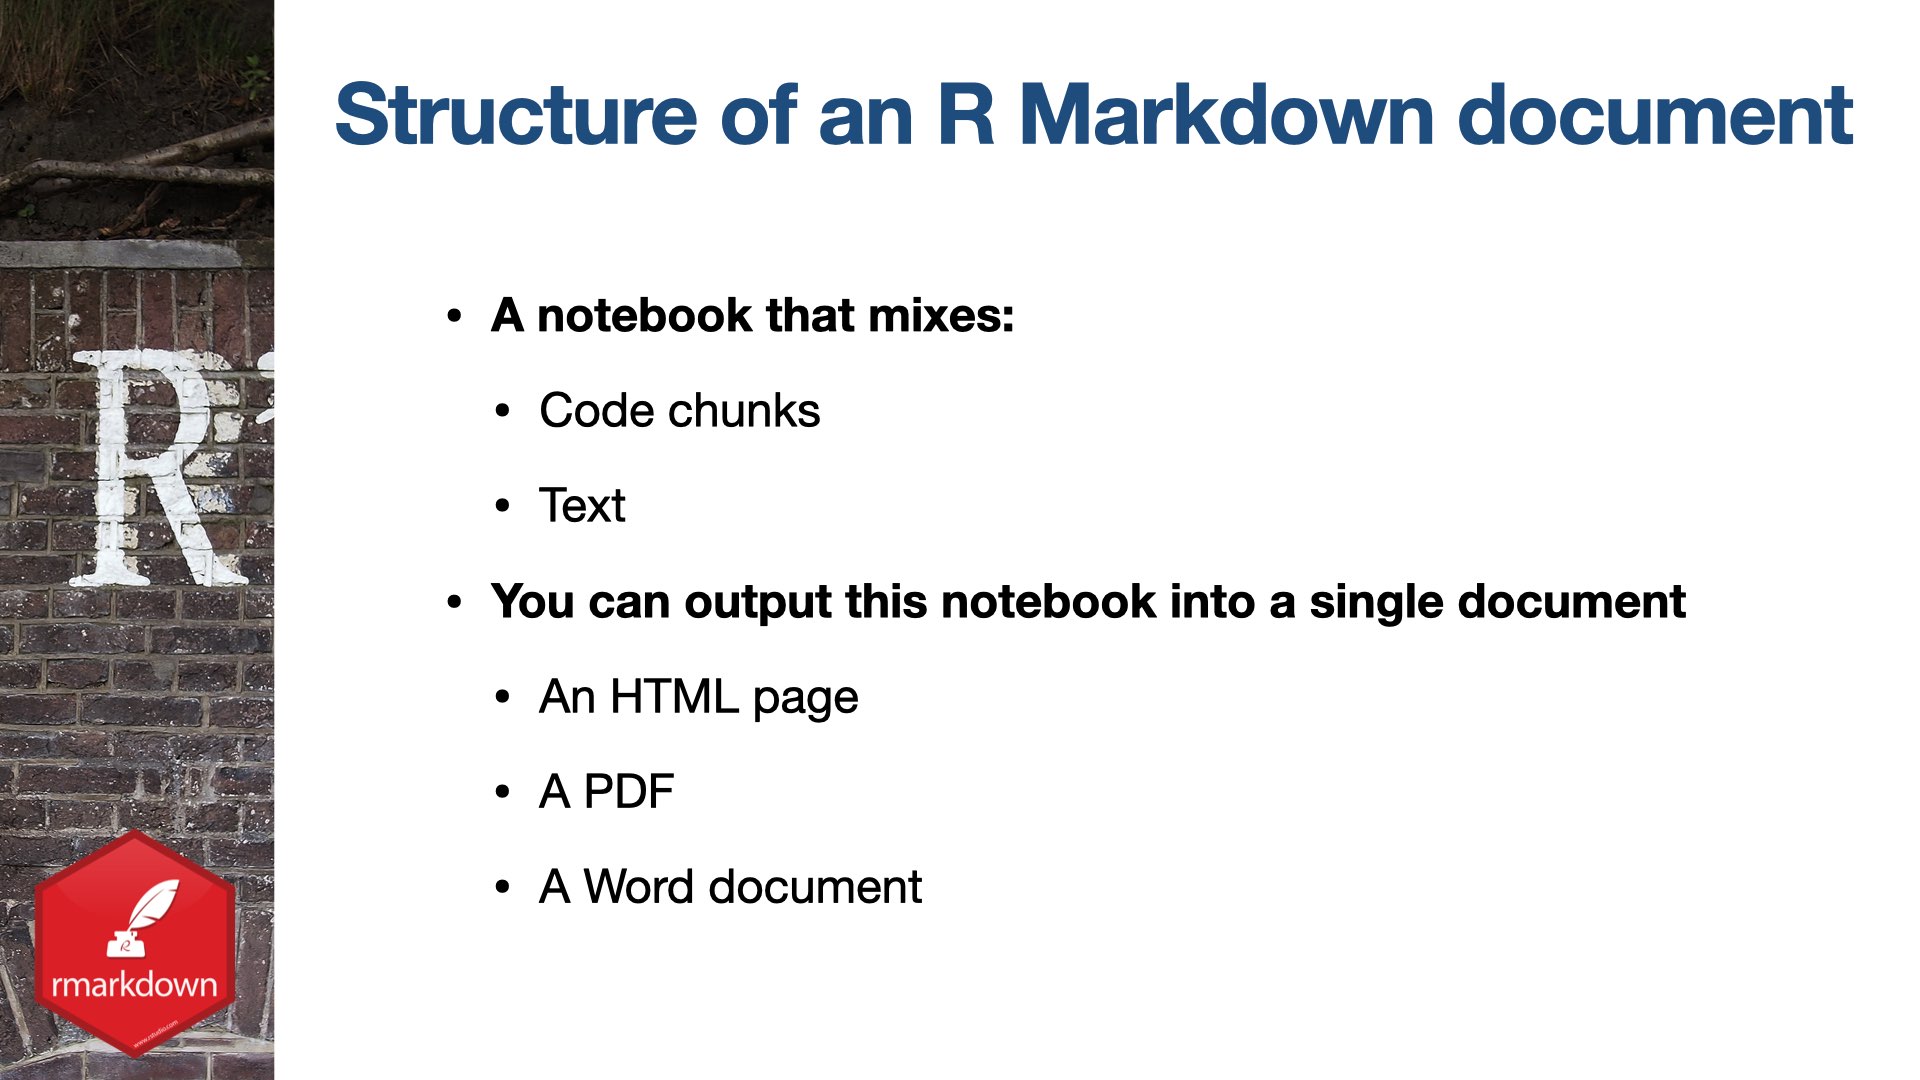 Structure of an R Markdown document
• A notebook that mixes:
• Code chunks
• Text
• You can output this notebook into a single document
• An HTML page
• A PDF
• A Word document
R
R
rmarkdown
www.rstudio.com